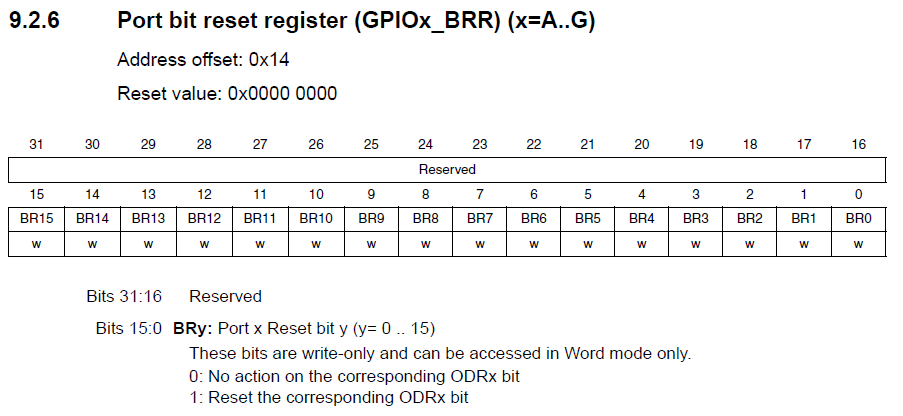 9.2.6 Port bit reset register (GPIOx_BRR) (x=A..G)
Address offset: 0x14
Reset value: 0x0000 0000
31 30 29 28 27 26 25 24 23 22 21 20 19 18 17 16
Reserved
15 14 13 12 11 10 9 8 7 6 5 4 3 2 1 0
BR15 BR14 BR13 BR12 BR11 BR10 BR9 BR8 BR7 BR6 BR5 BR4 BR3 BR2 BR1 BR0
w w w w w w w w w w w w w w w w
Bits 31:16 Reserved
Bits 15:0 BRy: Port x Reset bit y (y= 0 .. 15)
These bits are write-only and can be accessed in Word mode only.
0: No action on the corresponding ODRx bit
1: Reset the corresponding ODRx bit